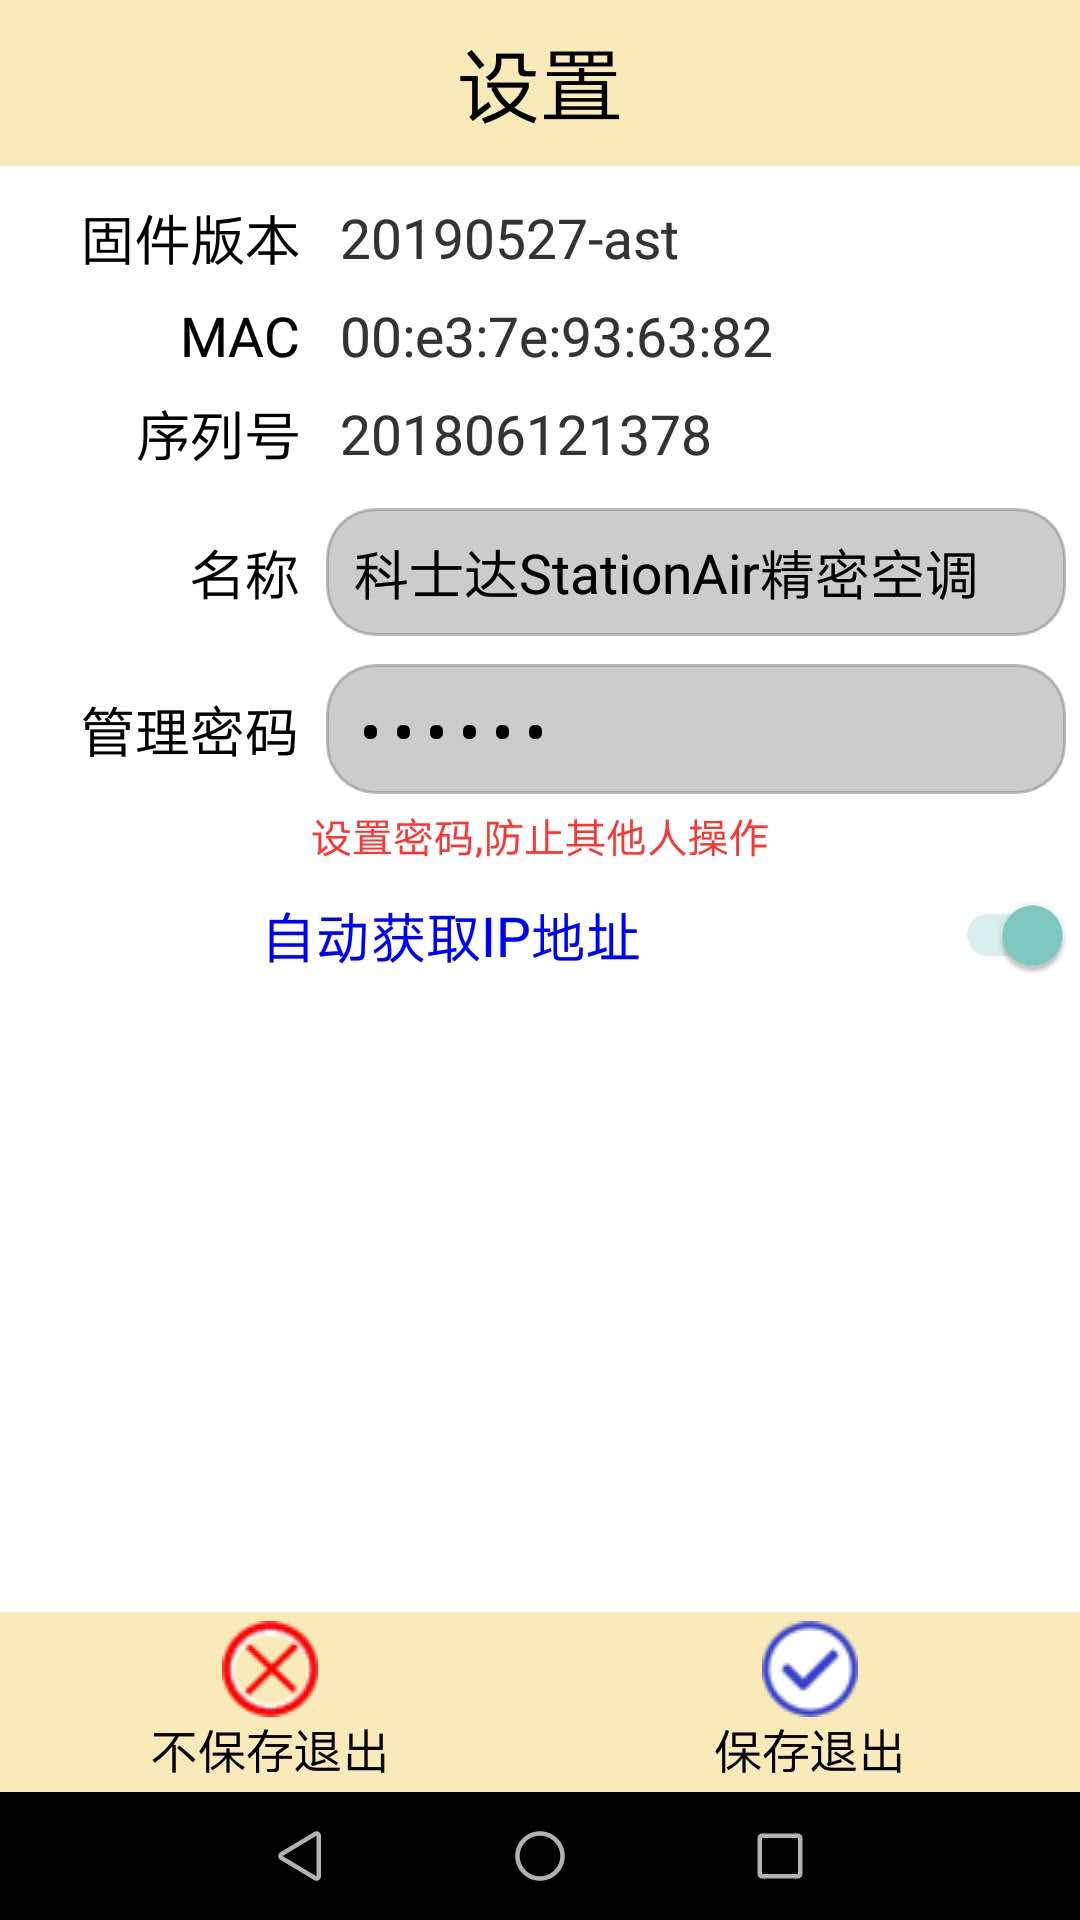 设置
固件版本 20190527-ast
MAC 00:e3:7e:93:63:82
序列号 201806121378
名称 科士达StationAir精密空调
管理密码 ••••••
设置密码,防止其他人操作
自动获取IP地址
不保存退出 保存退出